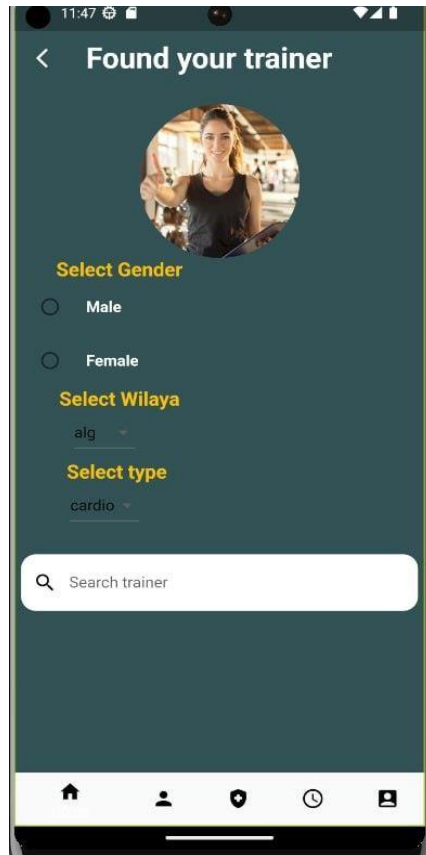 11:47
Found your trainer
Select Gender
Male
Female
Select Wilaya
alg
Select type
cardio
Search trainer